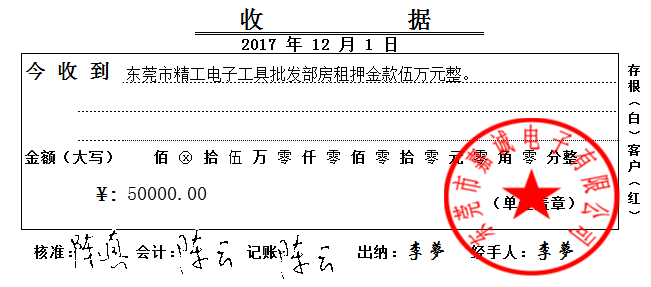 收 据
2017 年 12 月 1 日
今 收 到 东莞市精工电子工具批发部房租押金款伍万元整。
金额（大写） 佰 ⊗ 拾 伍 万 零 仟 零 佰 零 拾 零 元 零 角 零 分整
￥: 50000.00
（单位盖章）
东莞市嘉诚电子有限公司
核准: 陈真 会计: 陈云 记账: 陈云 出纳: 李梦 经手人: 李梦
存根（白）客户（红）